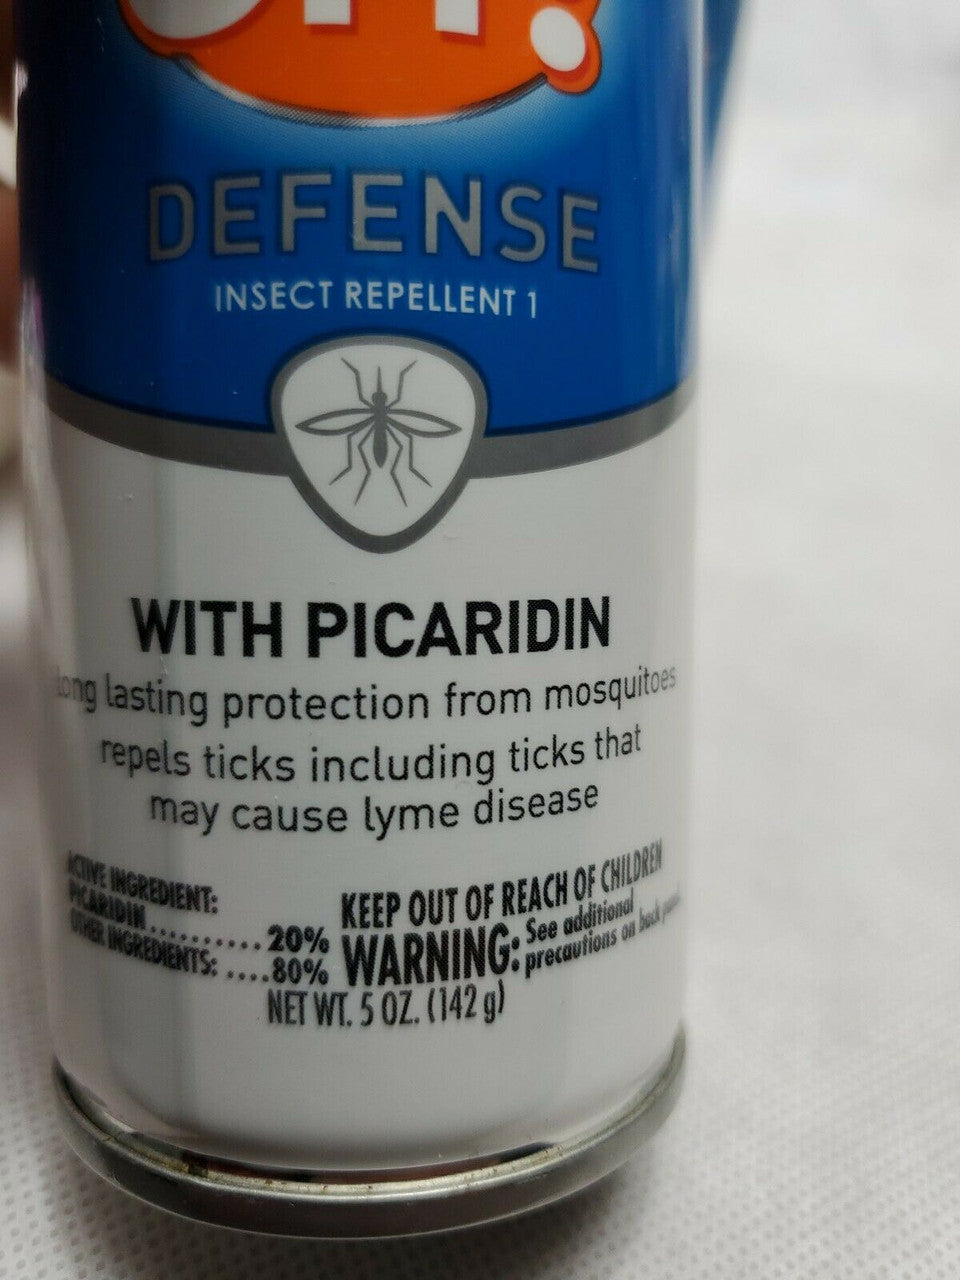 OFF!
DEFENSE
INSECT REPELLENT 1
WITH PICARIDIN
Long lasting protection from mosquitoes
repels ticks including ticks that
may cause lyme disease
ACTIVE INGREDIENT:
PICARIDIN..........20%
OTHER INGREDIENTS: ....80%
KEEP OUT OF REACH OF CHILDREN
WARNING: See additional
precautions on back
NET WT. 5 OZ. (142 g)